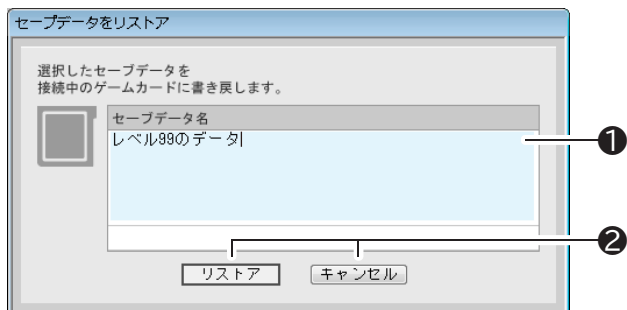 セーブデータをリストア
選択したセーブデータを
接続中のゲームカードに書き戻します。
セーブデータ名
レベル99のデータ
❶
❷
リストア
キャンセル